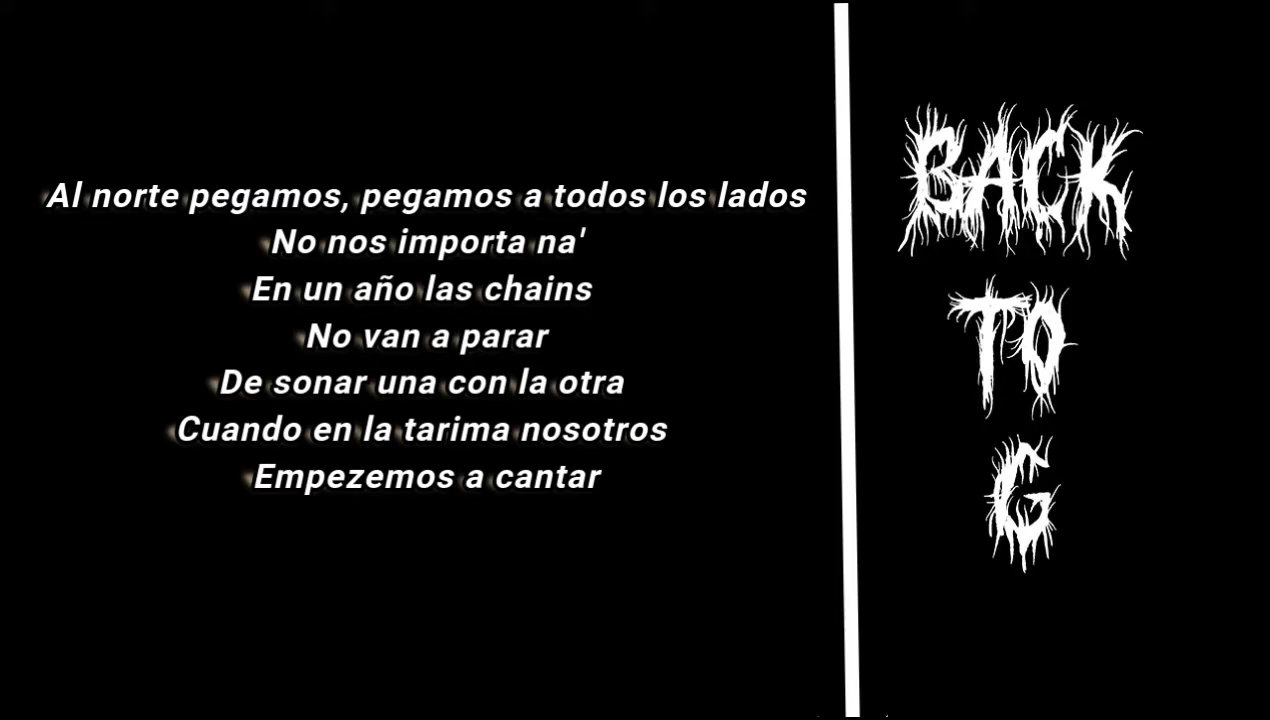 Al norte pegamos, pegamos a todos los lados
No nos importa na'
En un año las chains
No van a parar
De sonar una con la otra
Cuando en la tarima nosotros
Empezemos a cantar
BACK
TO
G